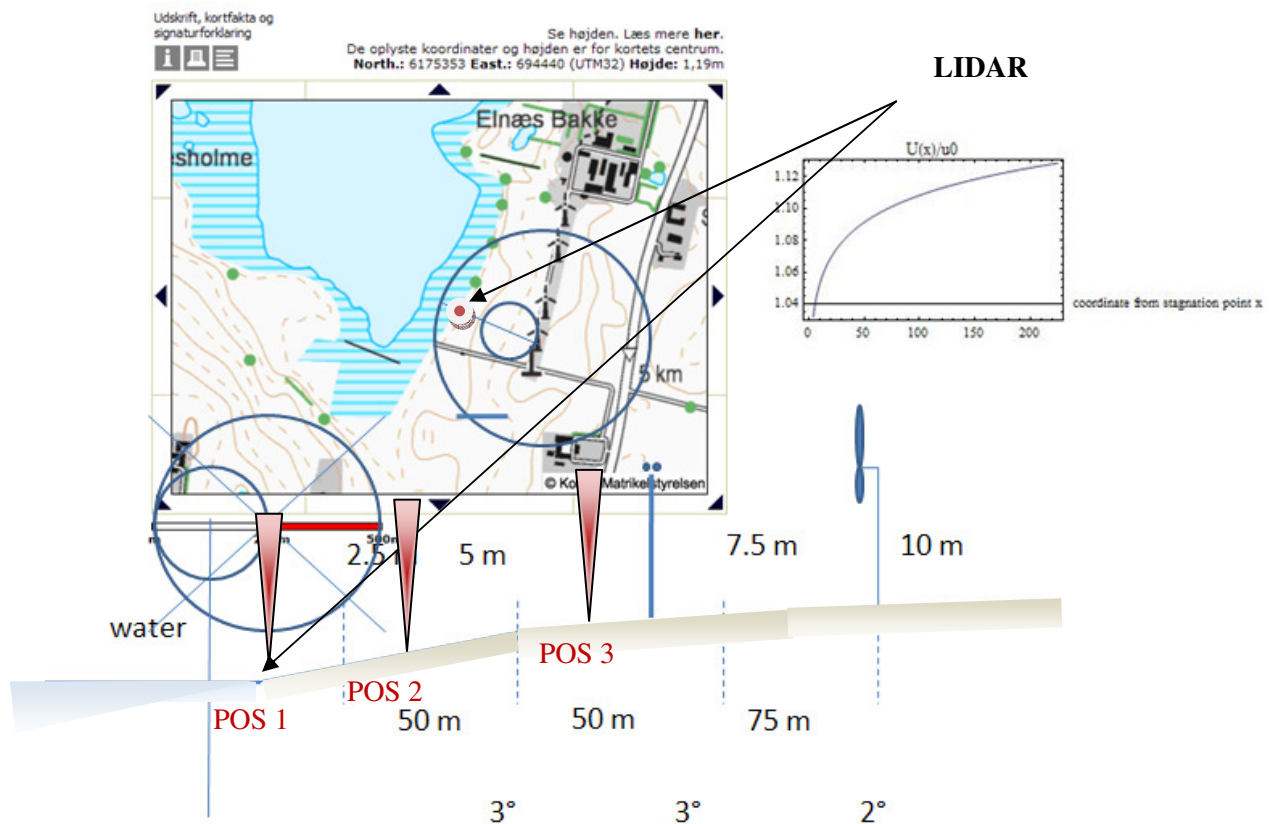 Udskrift, kortfakta og
signaturforklaring
Se højden. Læs mere her.
De oplyste koordinater og højden er for kortets centrum.
North.: 6175353 East.: 694440 (UTM32) Højde: 1,19m
LIDAR
Elnæs Bakke
sholme
5 km
© Ko Matrikelstyrelsen
U(x)/u0
1.12
1.10
1.08
1.06
1.04
0
50
100
150
200
coordinate from stagnation point x
500
2.5
5 m
7.5 m
10 m
water
POS 1
POS 2
POS 3
50 m
50 m
75 m
3°
3°
2°